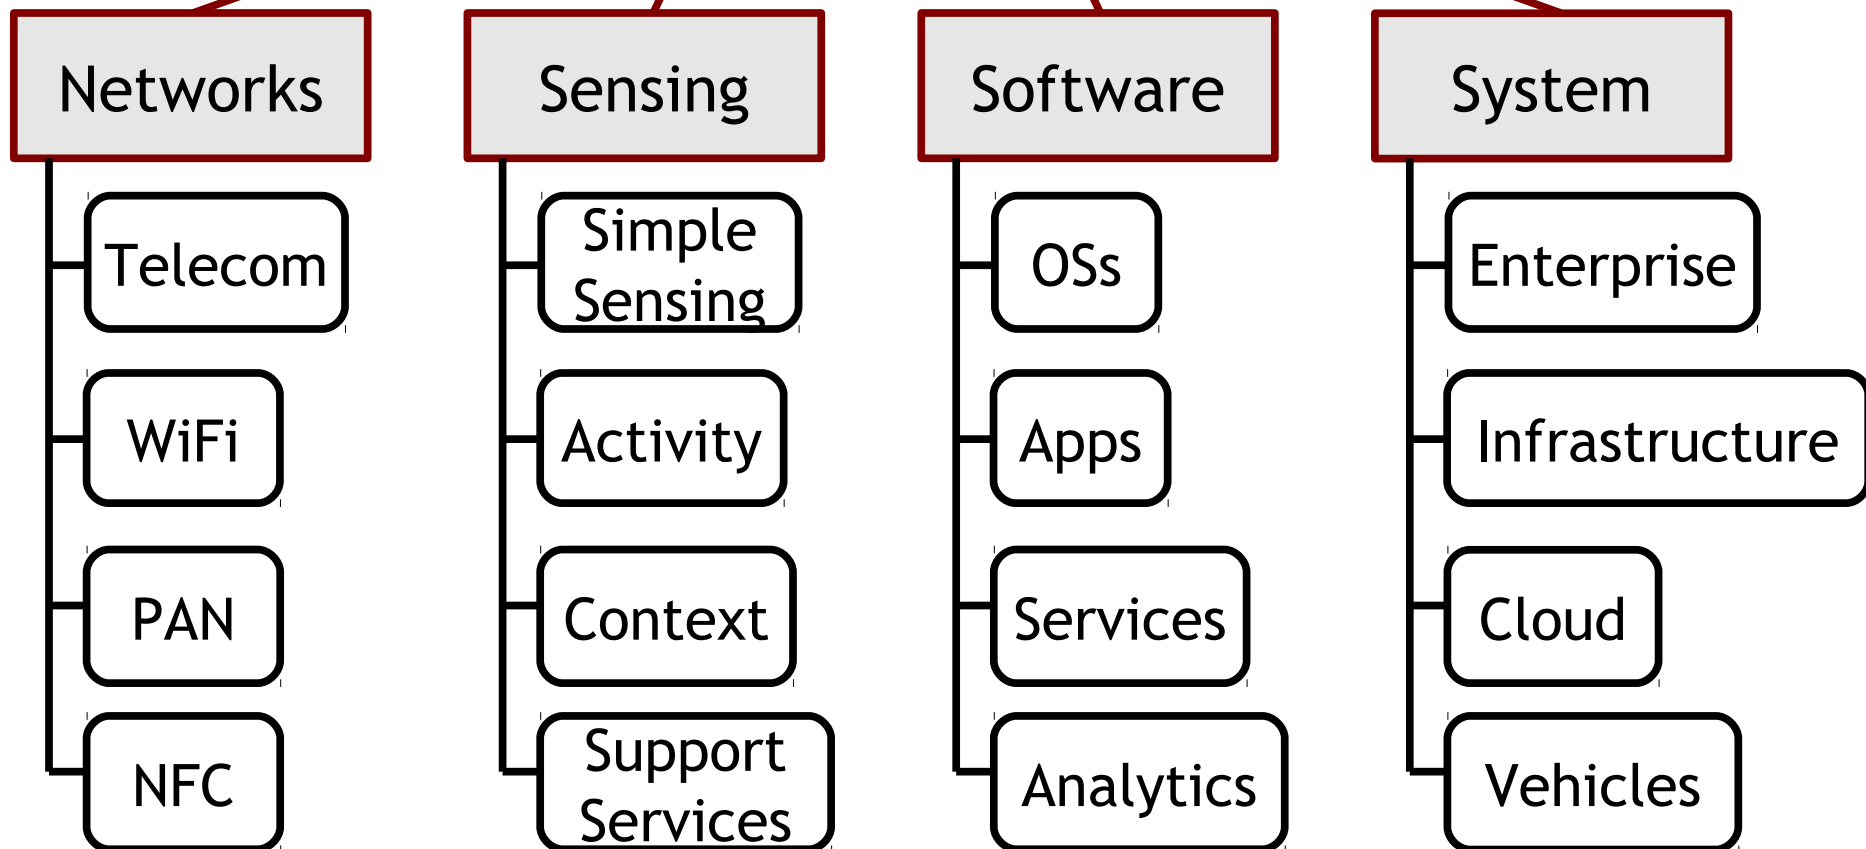 Networks
Telecom
WiFi
PAN
NFC
Sensing
Simple
Sensing
Activity
Context
Support
Services
Software
OSs
Apps
Services
Analytics
System
Enterprise
Infrastructure
Cloud
Vehicles